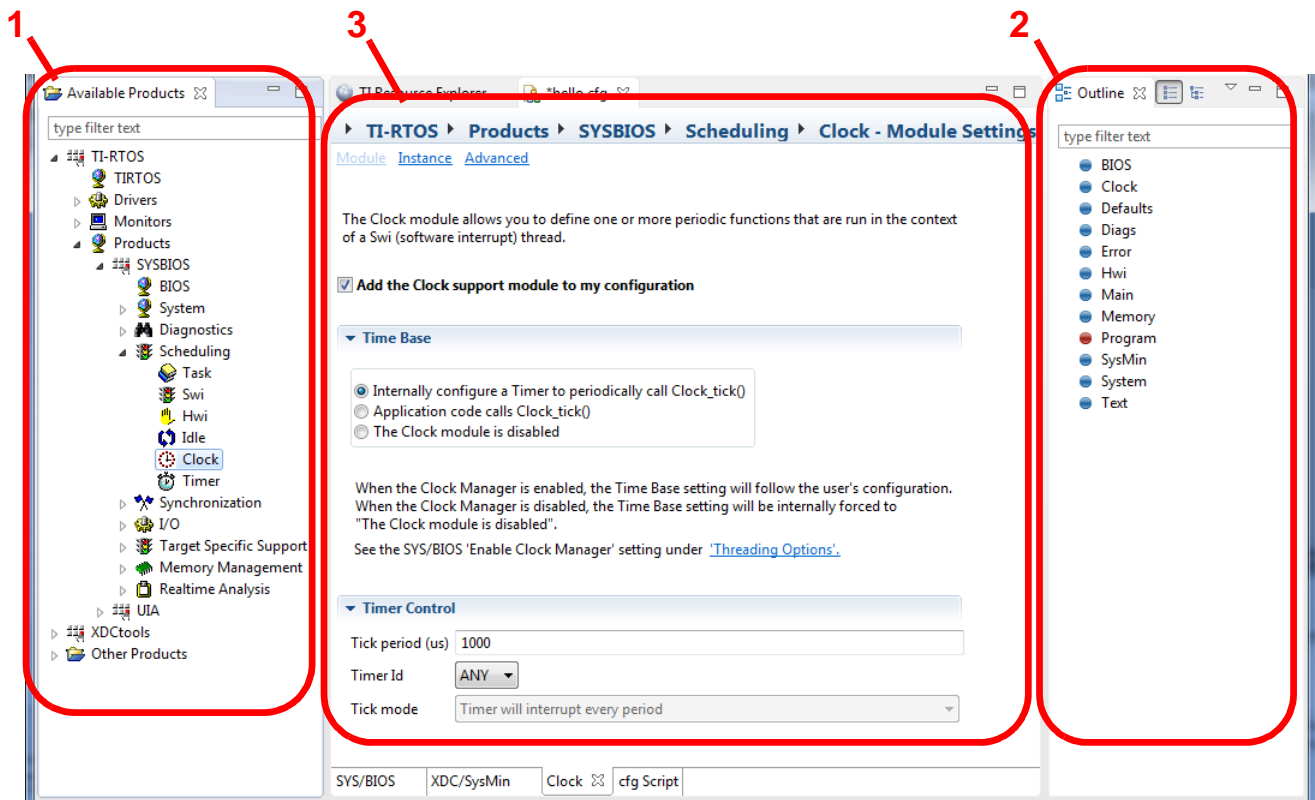 1
3
2
Available Products
type filter text
TI-RTOS
TIRTOS
Drivers
Monitors
Products
SYSBIOS
BIOS
System
Diagnostics
Scheduling
Task
Swi
Hwi
Idle
Clock
Timer
Synchronization
I/O
Target Specific Support
Memory Management
Realtime Analysis
UIA
XDCtools
Other Products
TI Resource Explorer
*hello.cfg
TI-RTOS Products SYSBIOS Scheduling Clock - Module Settings
Module Instance Advanced
The Clock module allows you to define one or more periodic functions that are run in the context
of a Swi (software interrupt) thread.
Add the Clock support module to my configuration
Time Base
Internally configure a Timer to periodically call Clock_tick()
Application code calls Clock_tick()
The Clock module is disabled
When the Clock Manager is enabled, the Time Base setting will follow the user's configuration.
When the Clock Manager is disabled, the Time Base setting will be internally forced to
"The Clock module is disabled".
See the SYS/BIOS 'Enable Clock Manager' setting under 'Threading Options'.
Timer Control
Tick period (us) 1000
Timer Id ANY
Tick mode Timer will interrupt every period
SYS/BIOS XDC/SysMin Clock cfg Script
Outline
type filter text
BIOS
Clock
Defaults
Diags
Error
Hwi
Main
Memory
Program
SysMin
System
Text